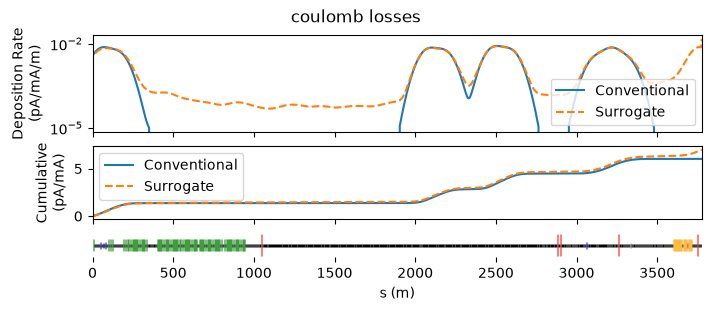 coulomb losses
Deposition Rate
(pA/mA/m)
10⁻²
10⁻⁵
Conventional
Surrogate
Cumulative
(pA/mA)
5
0
Conventional
Surrogate
0 500 1000 1500 2000 2500 3000 3500
s (m)